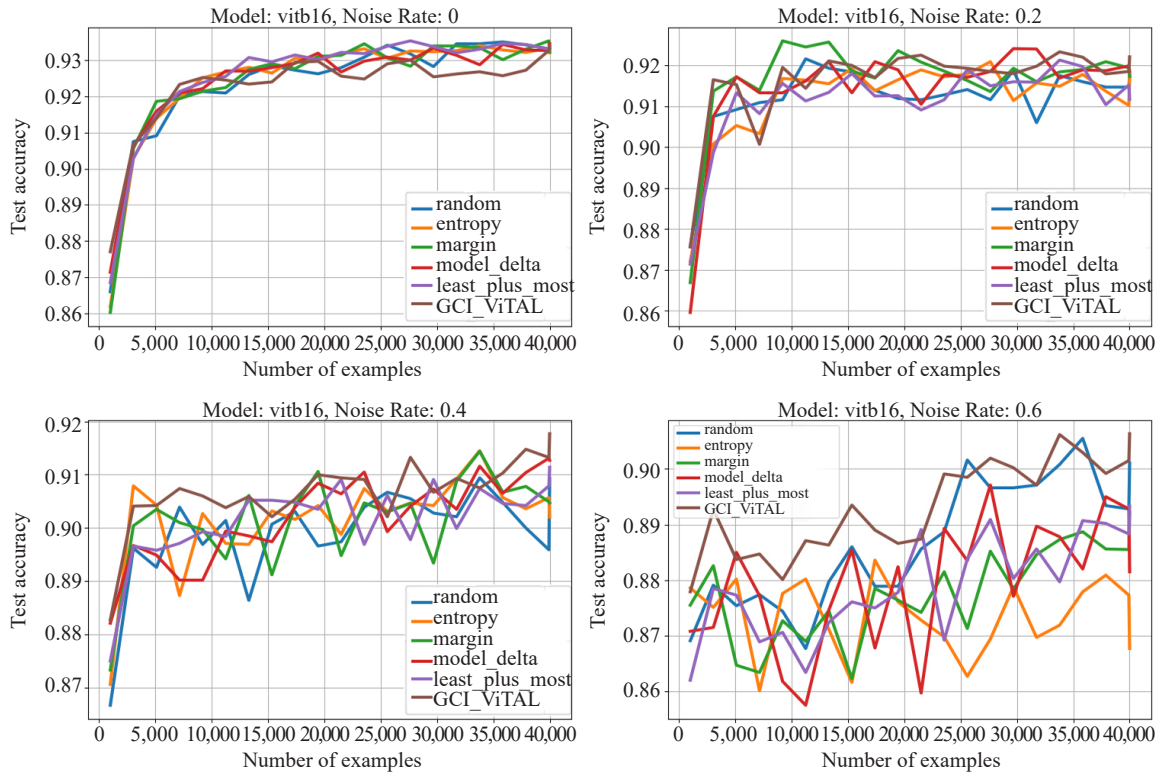 Model: vitb16, Noise Rate: 0
Test accuracy
0.93
0.92
0.91
0.90
0.89
0.88
0.87
0.86
random
entropy
margin
model_delta
least_plus_most
GCI_ViTAL
0 5,000 10,000 15,000 20,000 25,000 30,000 35,000 40,000
Number of examples
Model: vitb16, Noise Rate: 0.2
Test accuracy
0.92
0.91
0.90
0.89
0.88
0.87
0.86
random
entropy
margin
model_delta
least_plus_most
GCI_ViTAL
0 5,000 10,000 15,000 20,000 25,000 30,000 35,000 40,000
Number of examples
Model: vitb16, Noise Rate: 0.4
Test accuracy
0.92
0.91
0.90
0.89
0.88
0.87
random
entropy
margin
model_delta
least_plus_most
GCI_ViTAL
0 5,000 10,000 15,000 20,000 25,000 30,000 35,000 40,000
Number of examples
Model: vitb16, Noise Rate: 0.6
Test accuracy
0.90
0.89
0.88
0.87
0.86
random
entropy
margin
model_delta
least_plus_most
GCI_ViTAL
0 5,000 10,000 15,000 20,000 25,000 30,000 35,000 40,000
Number of examples